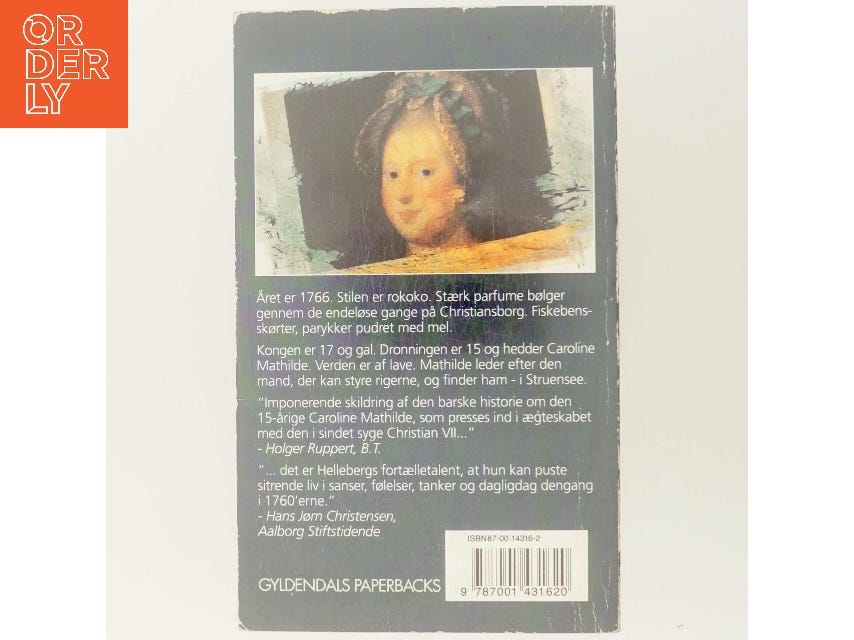 OR
DER
LY
Året er 1766. Stilen er rokoko. Stærk parfume bølger
gennem de endeløse gange på Christiansborg. Fiskebens-
skørter, parykker pudret med mel.
Kongen er 17 og gal. Dronningen er 15 og hedder Caroline
Mathilde. Verden er af lave. Mathilde leder efter den
mand, der kan styre rigerne, og finder ham - i Struensee.
"Imponerende skildring af den barske historie om den
15-årige Caroline Mathilde, som presses ind i ægteskabet
med den i sindet syge Christian VII..."
- Holger Ruppert, B.T.
"... det er Hellebergs fortælletalent, at hun kan puste
sitrende liv i sanser, følelser, tanker og dagligdag dengang
i 1760'erne."
- Hans Jørn Christensen,
Aalborg Stiftstidende
ISBN 87-00-14316-2
GYLDENDALS PAPERBACKS
9 787001 431620